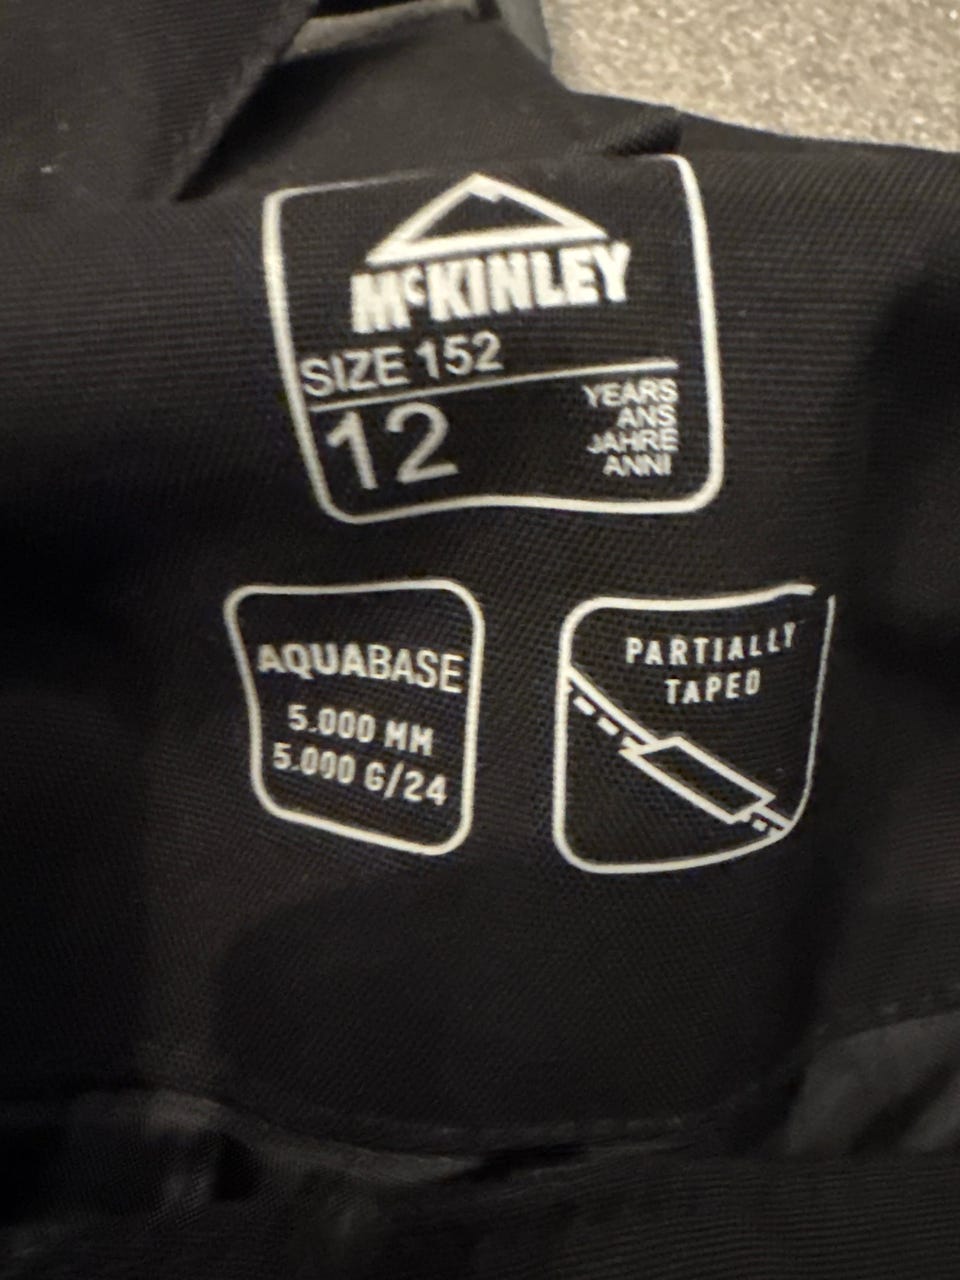 McKINLEY
SIZE 152
12
YEARS
ANS
JAHRE
ANNI
AQUABASE
5.000 MM
5.000 G/24
PARTIALLY
TAPED